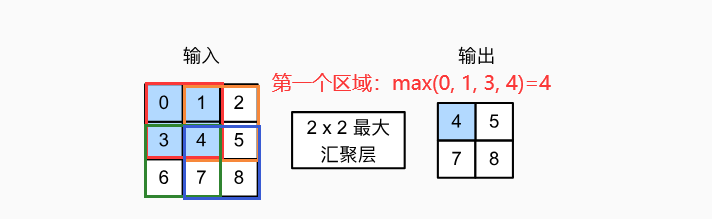 输入
输出
第一个区域：max(0, 1, 3, 4)=4
0 1 2
3 4 5
6 7 8
2 x 2 最大
汇聚层
4 5
7 8